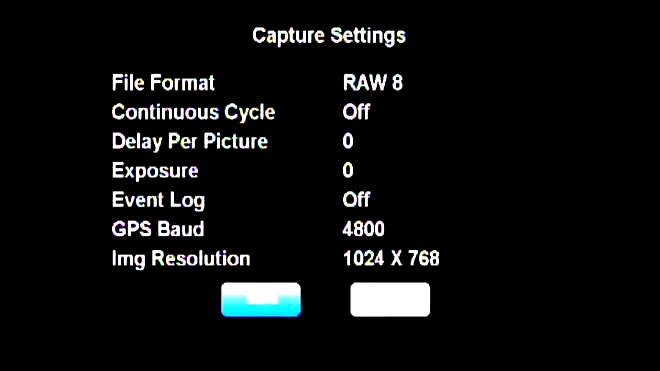 Capture Settings
File Format RAW 8
Continuous Cycle Off
Delay Per Picture 0
Exposure 0
Event Log Off
GPS Baud 4800
Img Resolution 1024 X 768